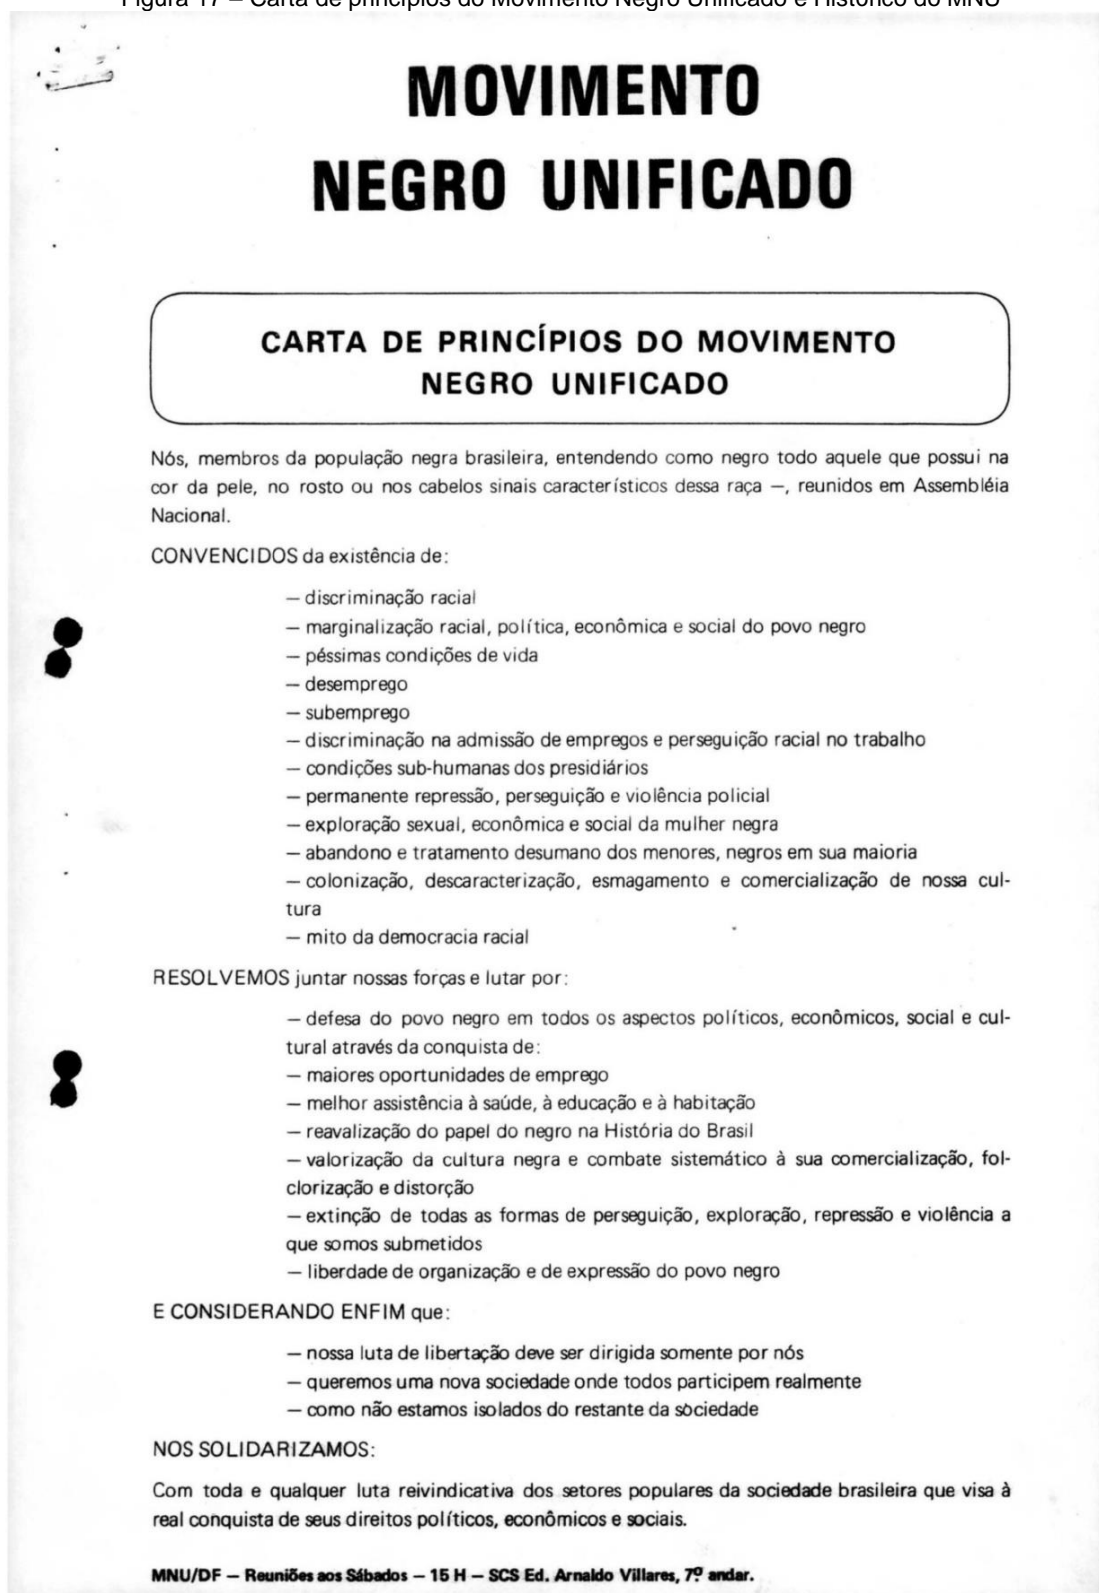 Figura 17 – Carta de princípios do Movimento Negro Unificado e Histórico do MNU
MOVIMENTO
NEGRO UNIFICADO
CARTA DE PRINCÍPIOS DO MOVIMENTO
NEGRO UNIFICADO
Nós, membros da população negra brasileira, entendendo como negro todo aquele que possui na
cor da pele, no rosto ou nos cabelos sinais característicos dessa raça –, reunidos em Assembléia
Nacional.
CONVENCIDOS da existência de:
– discriminação racial
– marginalização racial, política, econômica e social do povo negro
– péssimas condições de vida
– desemprego
– subemprego
– discriminação na admissão de empregos e perseguição racial no trabalho
– condições sub-humanas dos presidiários
– permanente repressão, perseguição e violência policial
– exploração sexual, econômica e social da mulher negra
– abandono e tratamento desumano dos menores, negros em sua maioria
– colonização, descaracterização, esmagamento e comercialização de nossa cul-
tura
– mito da democracia racial
RESOLVEMOS juntar nossas forças e lutar por:
– defesa do povo negro em todos os aspectos políticos, econômicos, social e cul-
tural através da conquista de:
– maiores oportunidades de emprego
– melhor assistência à saúde, à educação e à habitação
– reavalização do papel do negro na História do Brasil
– valorização da cultura negra e combate sistemático à sua comercialização, fol-
clorização e distorção
– extinção de todas as formas de perseguição, exploração, repressão e violência a
que somos submetidos
– liberdade de organização e de expressão do povo negro
E CONSIDERANDO ENFIM que:
– nossa luta de libertação deve ser dirigida somente por nós
– queremos uma nova sociedade onde todos participem realmente
– como não estamos isolados do restante da sociedade
NOS SOLIDARIZAMOS:
Com toda e qualquer luta reivindicativa dos setores populares da sociedade brasileira que visa à
real conquista de seus direitos políticos, econômicos e sociais.
MNU/DF – Reuniões aos Sábados – 15 H – SCS Ed. Arnaldo Villares, 7º andar.